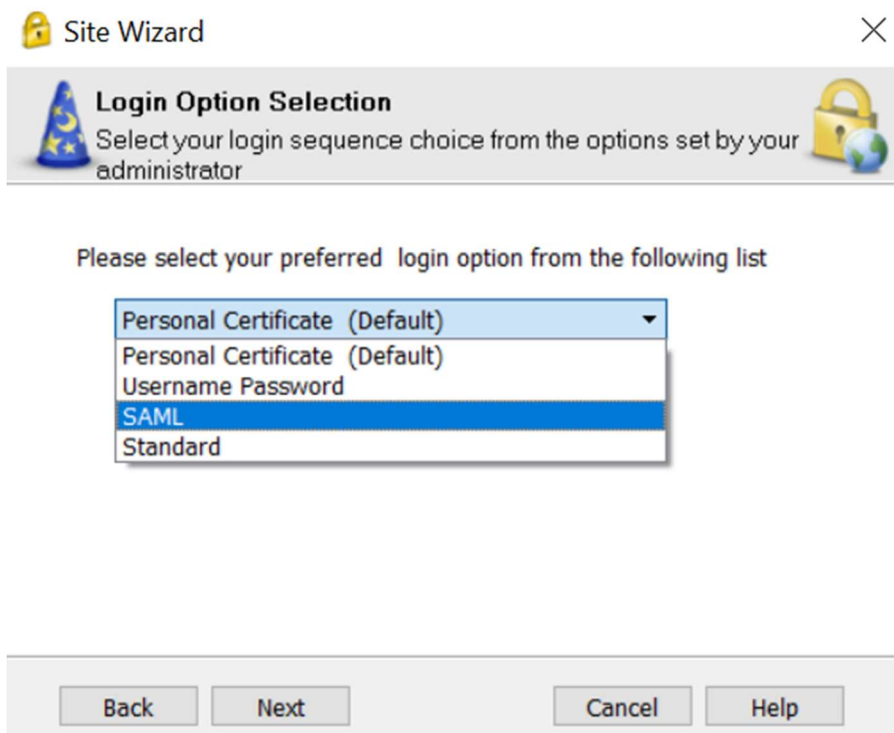 Site Wizard
Login Option Selection
Select your login sequence choice from the options set by your
administrator
Please select your preferred  login option from the following list
Personal Certificate  (Default)
Personal Certificate  (Default)
Username Password
SAML
Standard
Back Next Cancel Help